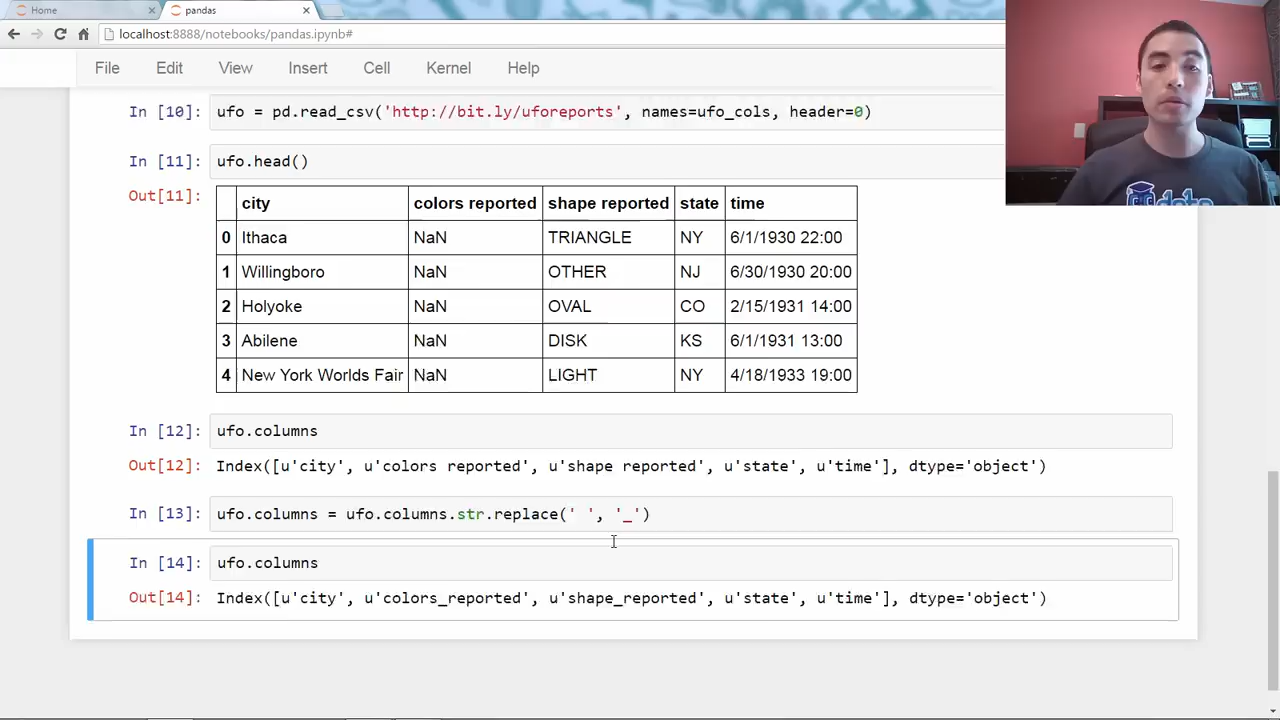 Home
pandas
localhost:8888/notebooks/pandas.ipynb#
File Edit View Insert Cell Kernel Help
In [10]: ufo = pd.read_csv('http://bit.ly/uforeports', names=ufo_cols, header=0)
In [11]: ufo.head()
Out[11]:
city colors reported shape reported state time
0 Ithaca NaN TRIANGLE NY 6/1/1930 22:00
1 Willingboro NaN OTHER NJ 6/30/1930 20:00
2 Holyoke NaN OVAL CO 2/15/1931 14:00
3 Abilene NaN DISK KS 6/1/1931 13:00
4 New York Worlds Fair NaN LIGHT NY 4/18/1933 19:00
In [12]: ufo.columns
Out[12]: Index([u'city', u'colors reported', u'shape reported', u'state', u'time'], dtype='object')
In [13]: ufo.columns = ufo.columns.str.replace(' ', '_')
In [14]: ufo.columns
Out[14]: Index([u'city', u'colors_reported', u'shape_reported', u'state', u'time'], dtype='object')